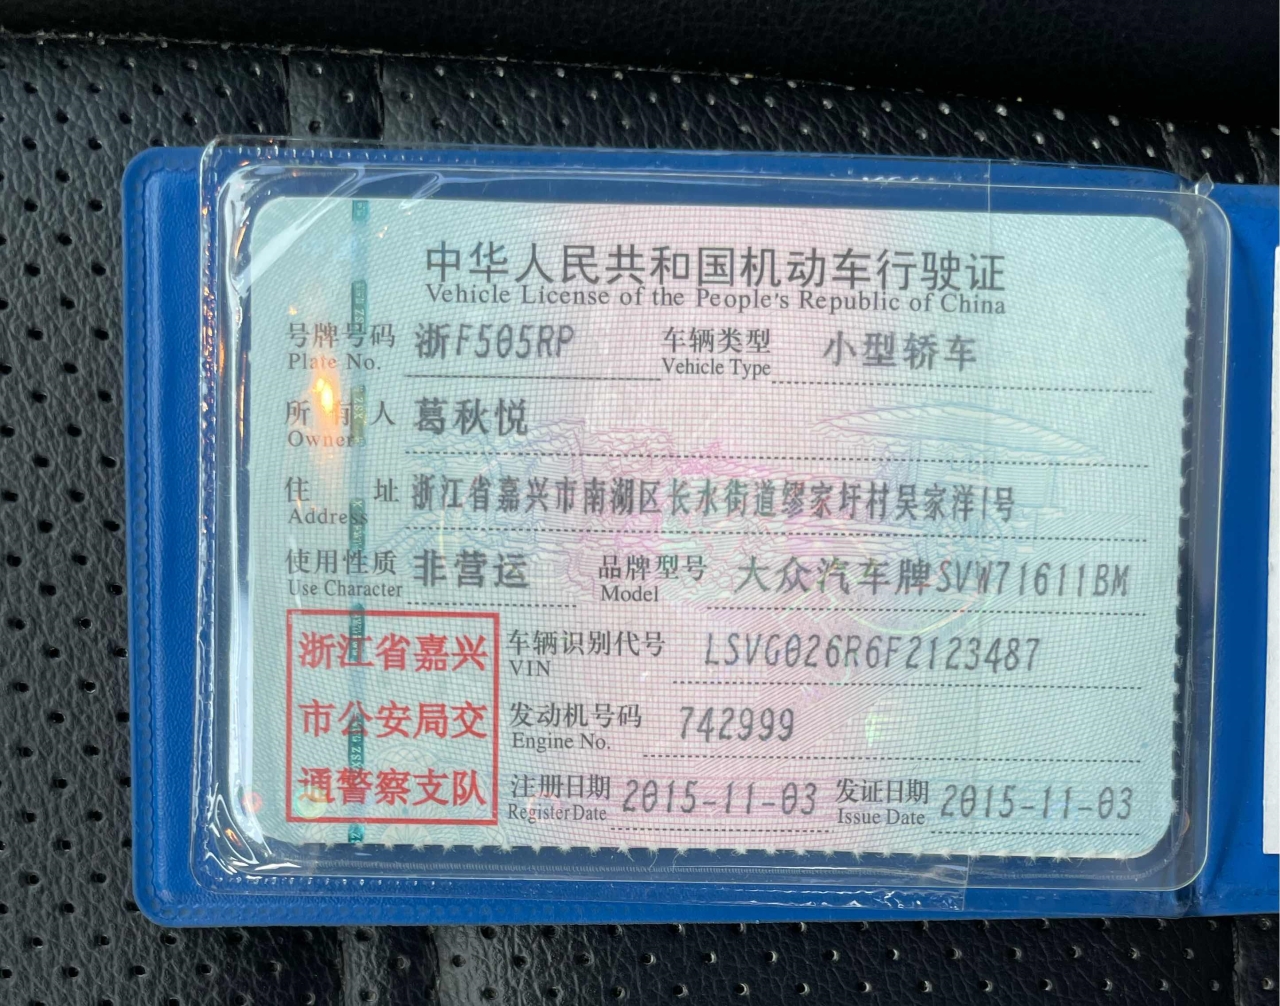 中华人民共和国机动车行驶证
Vehicle License of the People's Republic of China
号牌号码 浙F505RP 车辆类型 小型轿车
Plate No. Vehicle Type
所有人 葛秋悦
Owner
住址 浙江省嘉兴市南湖区长水街道缪家圩村吴家洋1号
Address
使用性质 非营运 品牌型号 大众汽车牌SVW71611BM
Use Character Model
浙江省嘉兴
市公安局交
通警察支队
车辆识别代号 LSVG026R6F2123487
VIN
发动机号码 742999
Engine No.
注册日期 2015-11-03 发证日期 2015-11-03
Register Date Issue Date